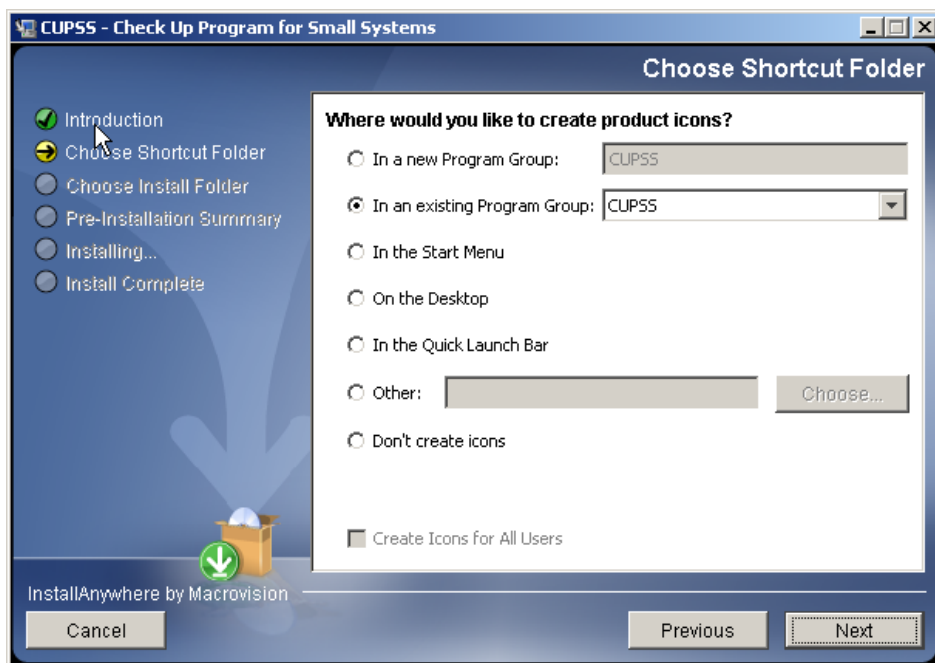 CUPSS - Check Up Program for Small Systems
Choose Shortcut Folder
Introduction
Choose Shortcut Folder
Choose Install Folder
Pre-Installation Summary
Installing...
Install Complete
Where would you like to create product icons?
In a new Program Group: CUPSS
In an existing Program Group: CUPSS
In the Start Menu
On the Desktop
In the Quick Launch Bar
Other: Choose...
Don't create icons
Create Icons for All Users
InstallAnywhere by Macrovision
Cancel Previous Next